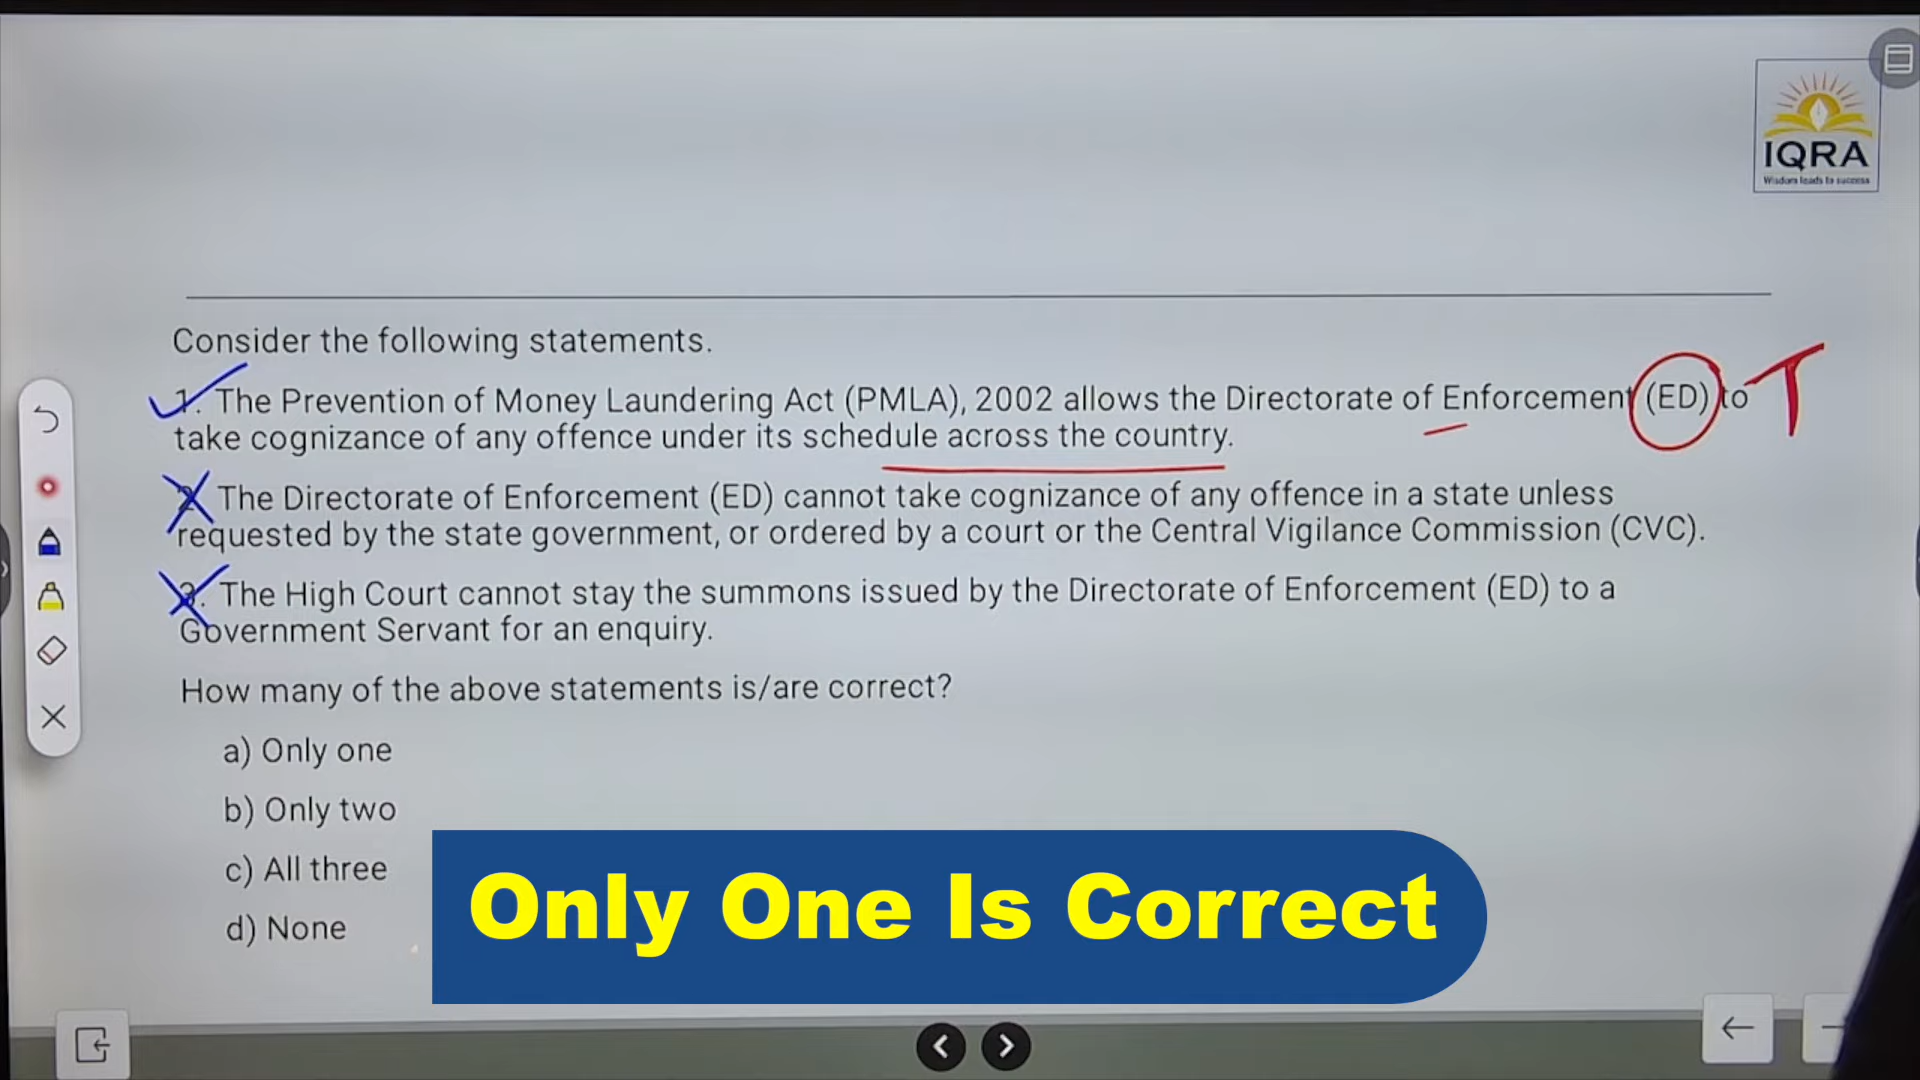 IQRA
Wisdom leads to success
Consider the following statements.
1. The Prevention of Money Laundering Act (PMLA), 2002 allows the Directorate of Enforcement (ED) to T
take cognizance of any offence under its schedule across the country.
2. The Directorate of Enforcement (ED) cannot take cognizance of any offence in a state unless
requested by the state government, or ordered by a court or the Central Vigilance Commission (CVC).
3. The High Court cannot stay the summons issued by the Directorate of Enforcement (ED) to a
Government Servant for an enquiry.
How many of the above statements is/are correct?
a) Only one
b) Only two
c) All three
d) None
Only One Is Correct